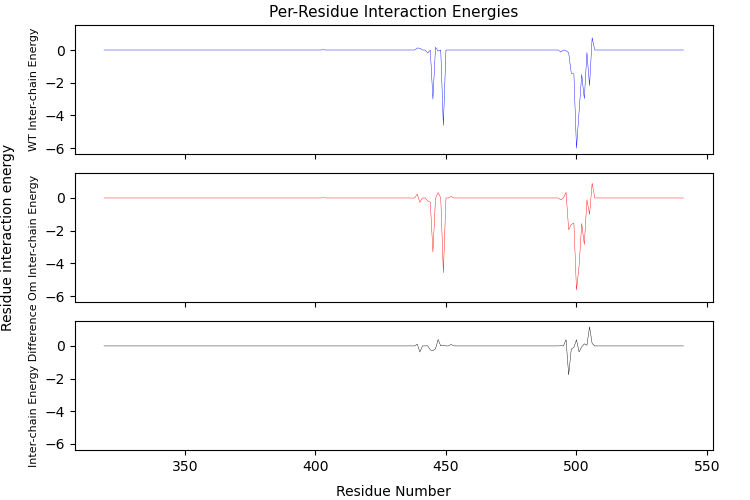 Per-Residue Interaction Energies
Residue interaction energy
WT Inter-chain Energy
0
−2
−4
−6
Om Inter-chain Energy
0
−2
−4
−6
Inter-chain Energy Difference
0
−2
−4
−6
350
400
450
500
550
Residue Number